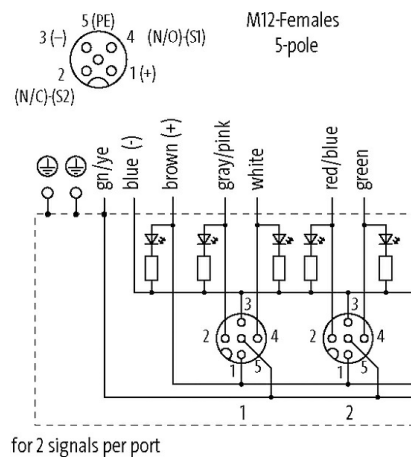 5 (PE)
3 (–)
4 (N/O)-(S1)
2
1 (+)
(N/C)-(S2)
M12-Females
5-pole
gn/ye
blue (-)
brown (+)
gray/pink
white
red/blue
green
3
3
2
4
2
4
1
5
1
5
1
2
for 2 signals per port